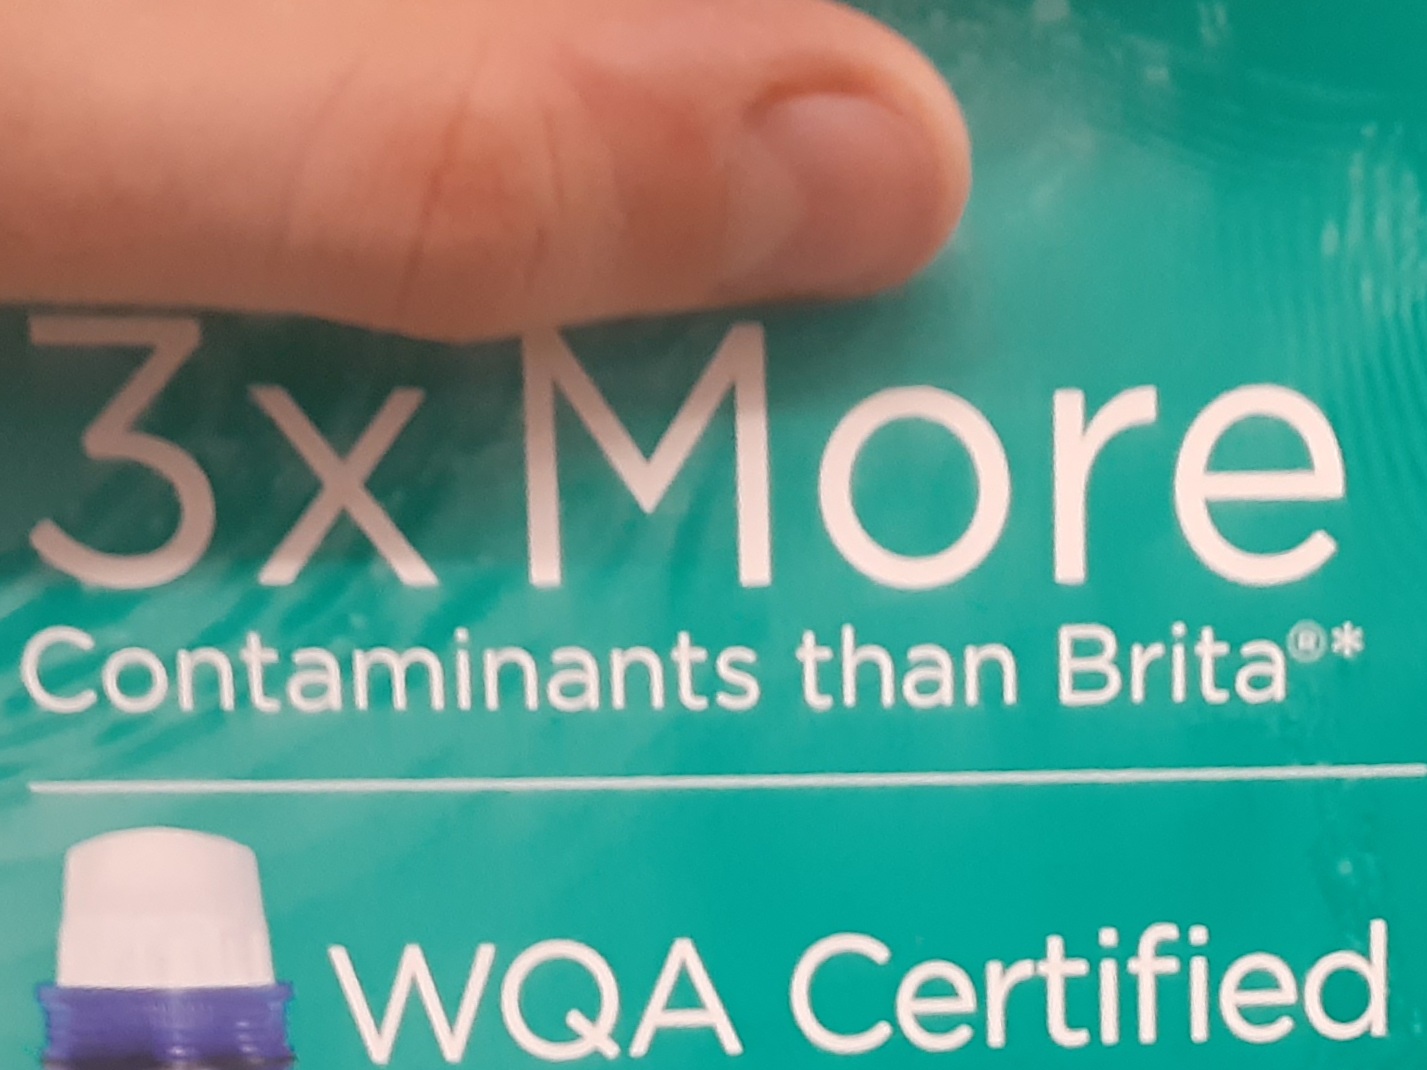 3x More
Contaminants than Brita®*
WQA Certified